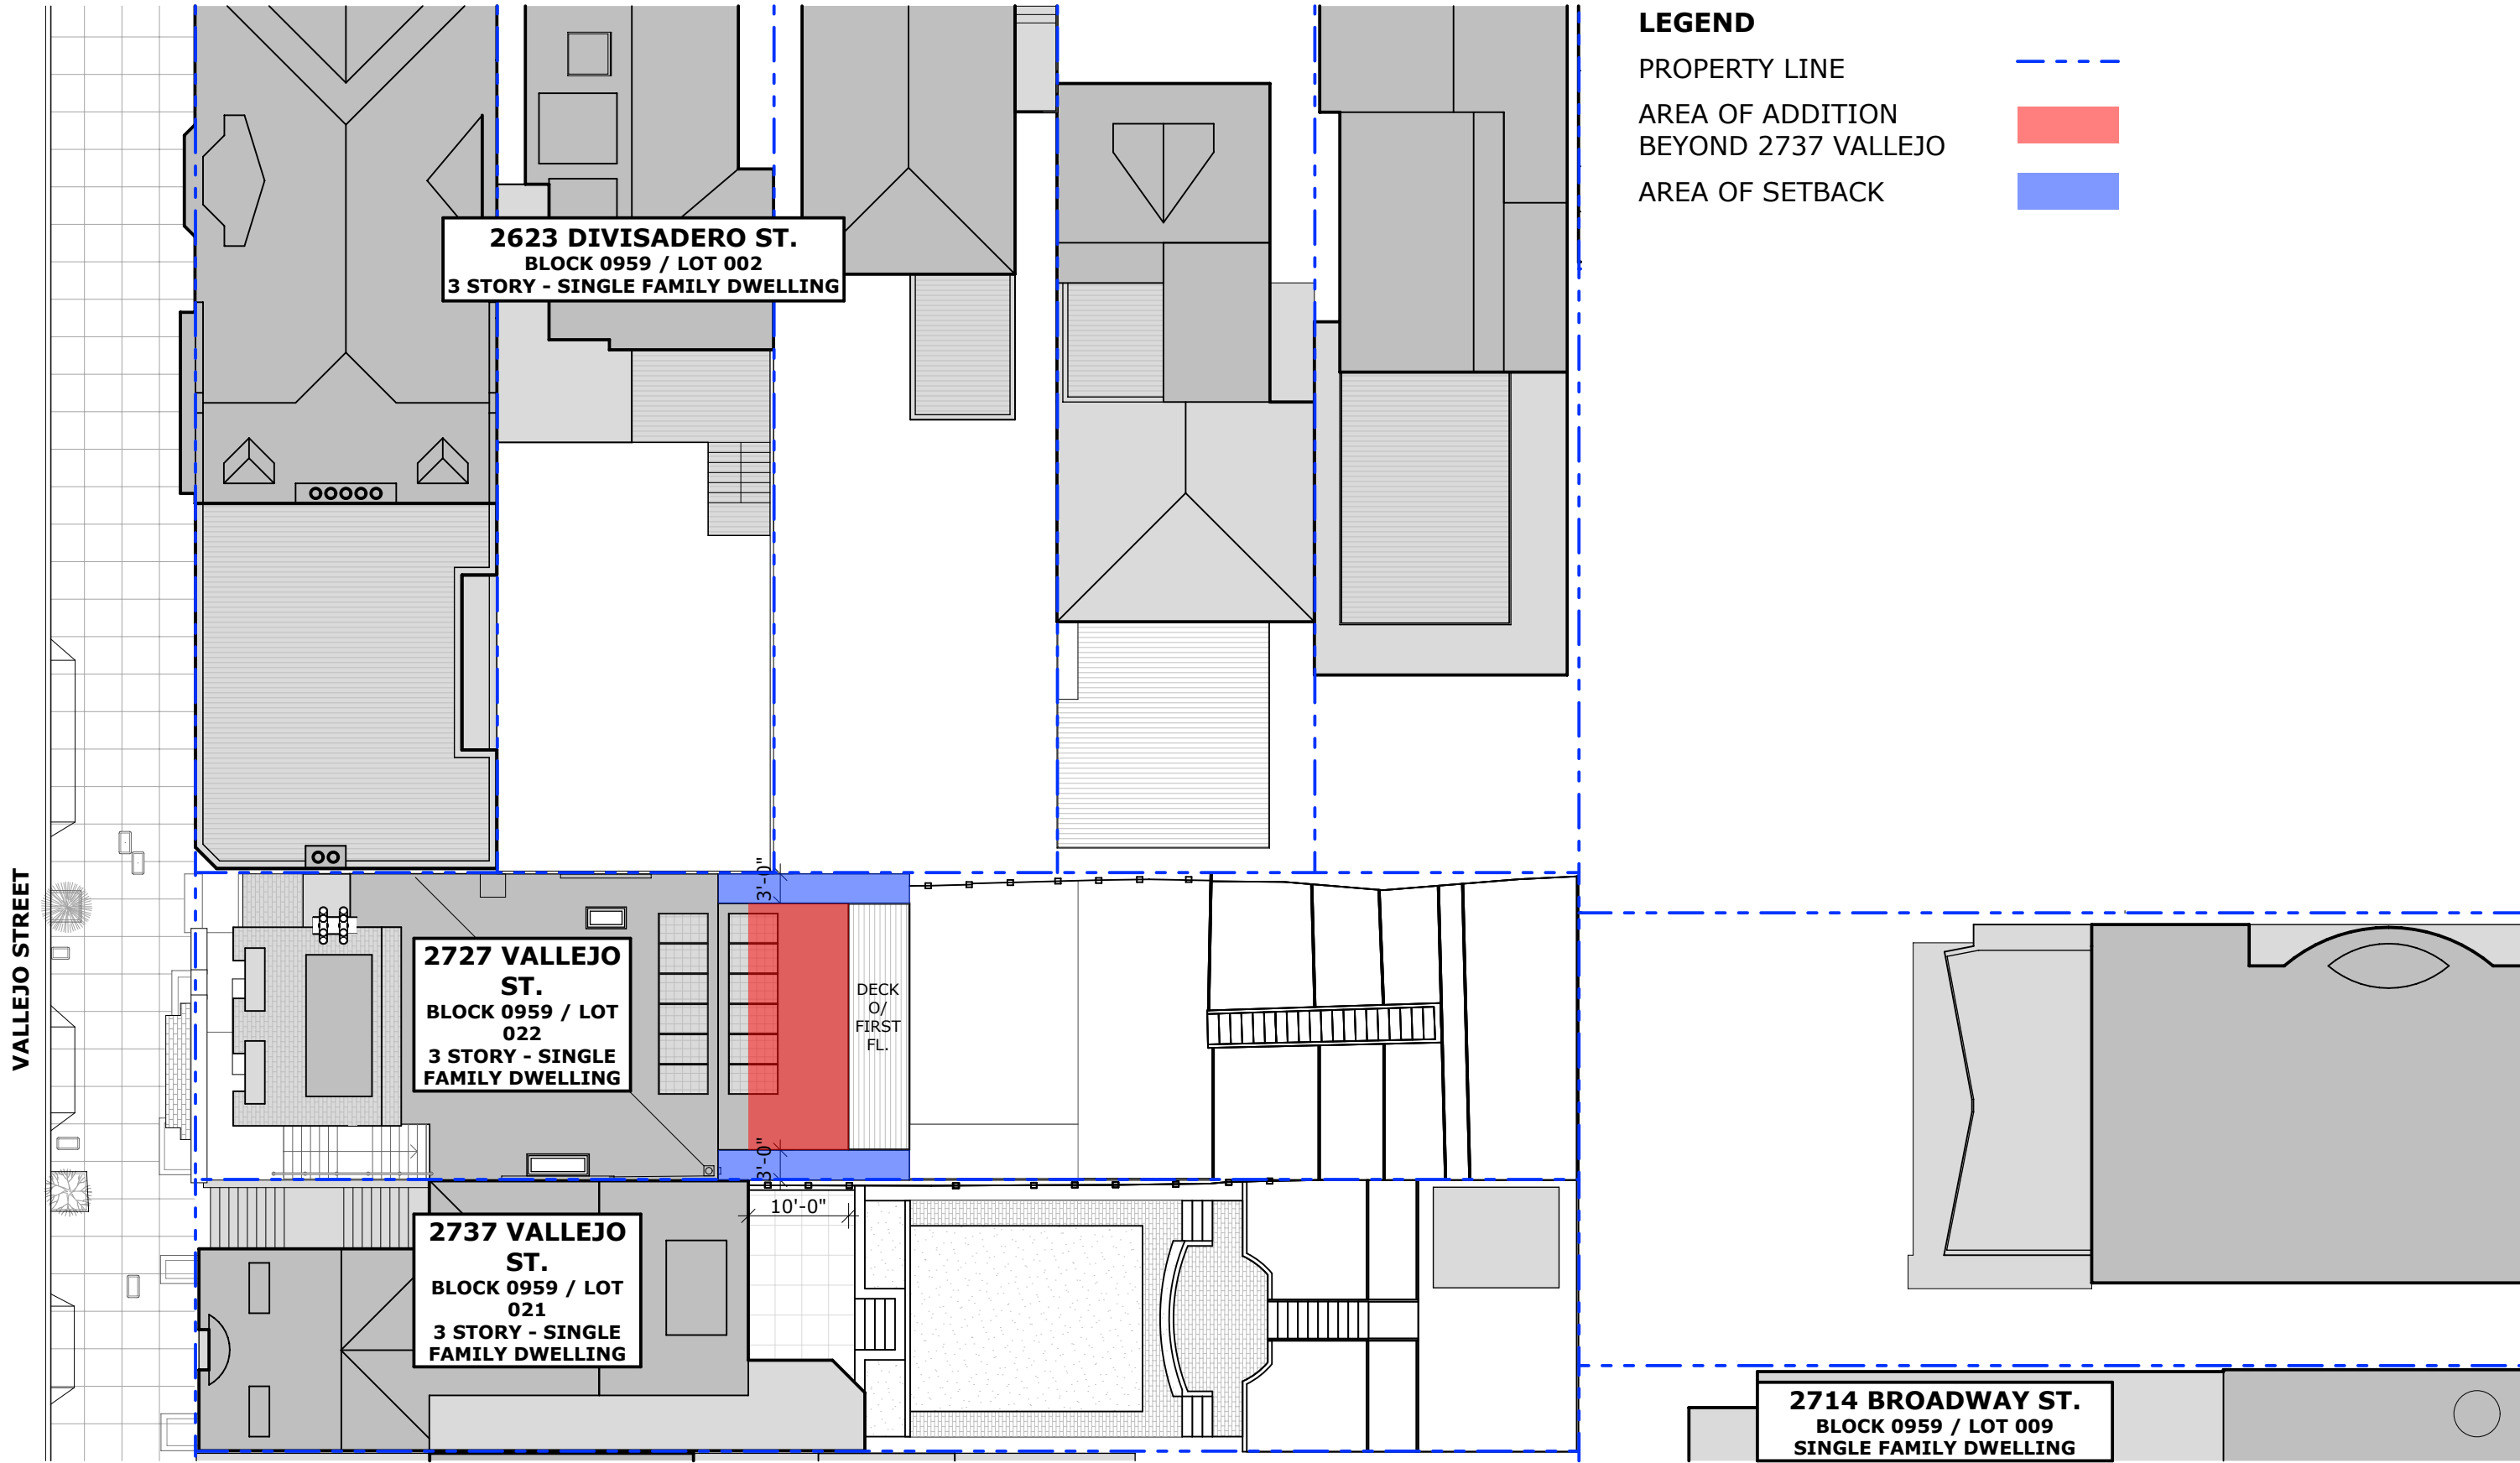 LEGEND
PROPERTY LINE
AREA OF ADDITION
BEYOND 2737 VALLEJO
AREA OF SETBACK
2623 DIVISADERO ST.
BLOCK 0959 / LOT 002
3 STORY - SINGLE FAMILY DWELLING
VALLEJO STREET
3'-0"
2727 VALLEJO
ST.
BLOCK 0959 / LOT
022
3 STORY - SINGLE
FAMILY DWELLING
DECK
O/
FIRST
FL.
3'-0"
10'-0"
2737 VALLEJO
ST.
BLOCK 0959 / LOT
021
3 STORY - SINGLE
FAMILY DWELLING
2714 BROADWAY ST.
BLOCK 0959 / LOT 009
SINGLE FAMILY DWELLING